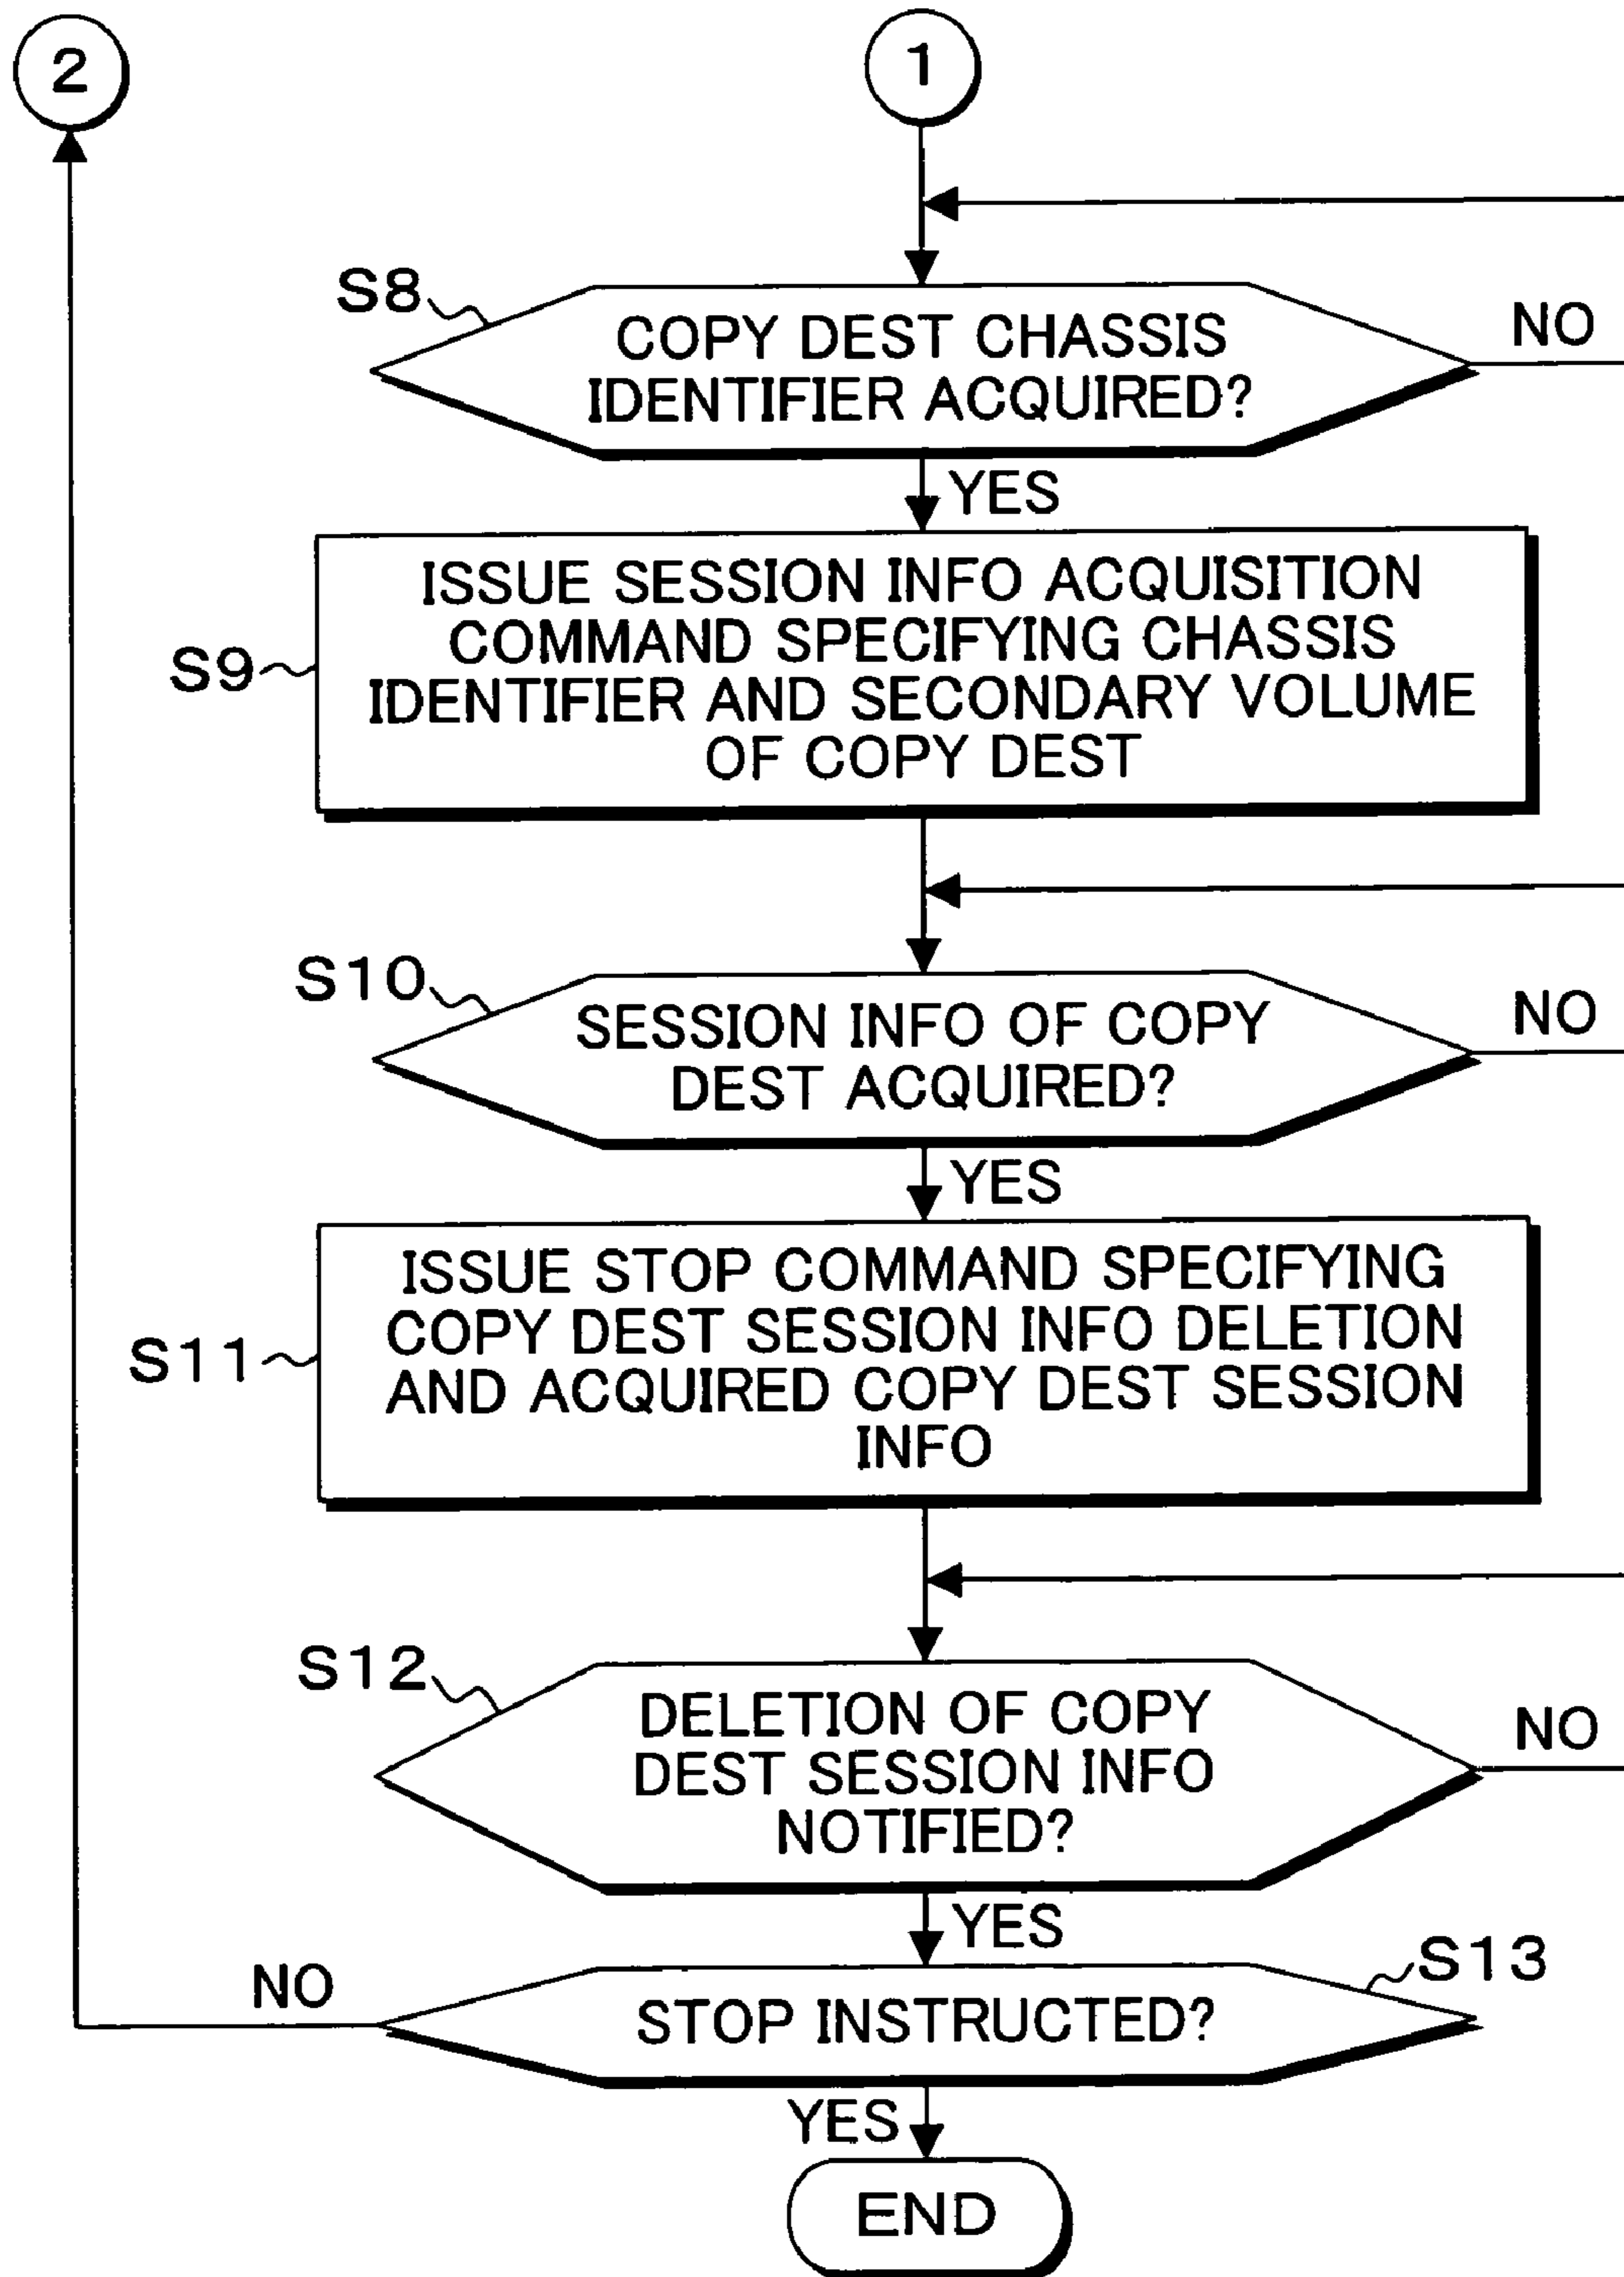 2
1
S8
COPY DEST CHASSIS
IDENTIFIER ACQUIRED?
NO
YES
S9
ISSUE SESSION INFO ACQUISITION
COMMAND SPECIFYING CHASSIS
IDENTIFIER AND SECONDARY VOLUME
OF COPY DEST
S10
SESSION INFO OF COPY
DEST ACQUIRED?
NO
YES
S11
ISSUE STOP COMMAND SPECIFYING
COPY DEST SESSION INFO DELETION
AND ACQUIRED COPY DEST SESSION
INFO
S12
DELETION OF COPY
DEST SESSION INFO
NOTIFIED?
NO
YES
S13
NO
STOP INSTRUCTED?
YES
END